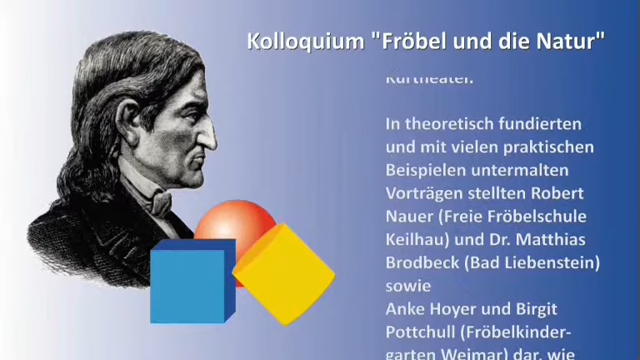 Kolloquium "Fröbel und die Natur"
Kurtheater.
In theoretisch fundierten
und mit vielen praktischen
Beispielen untermalten
Vorträgen stellten Robert
Nauer (Freie Fröbelschule
Keilhau) und Dr. Matthias
Brodbeck (Bad Liebenstein)
sowie
Anke Hoyer und Birgit
Pottchull (Fröbelkinder-
garten Weimar) dar, wie